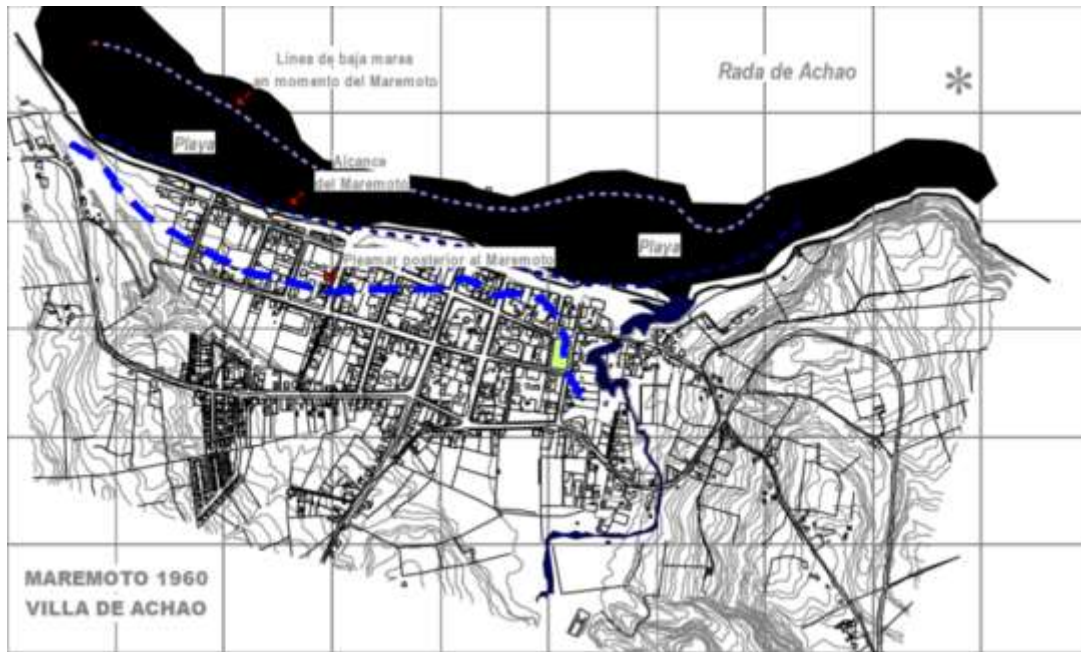 Línea de baja marea
en momento del Maremoto
Rada de Achao
Playa
Alcance
del Maremoto
Playa
Pleamar posterior al Maremoto
MAREMOTO 1960
VILLA DE ACHAO